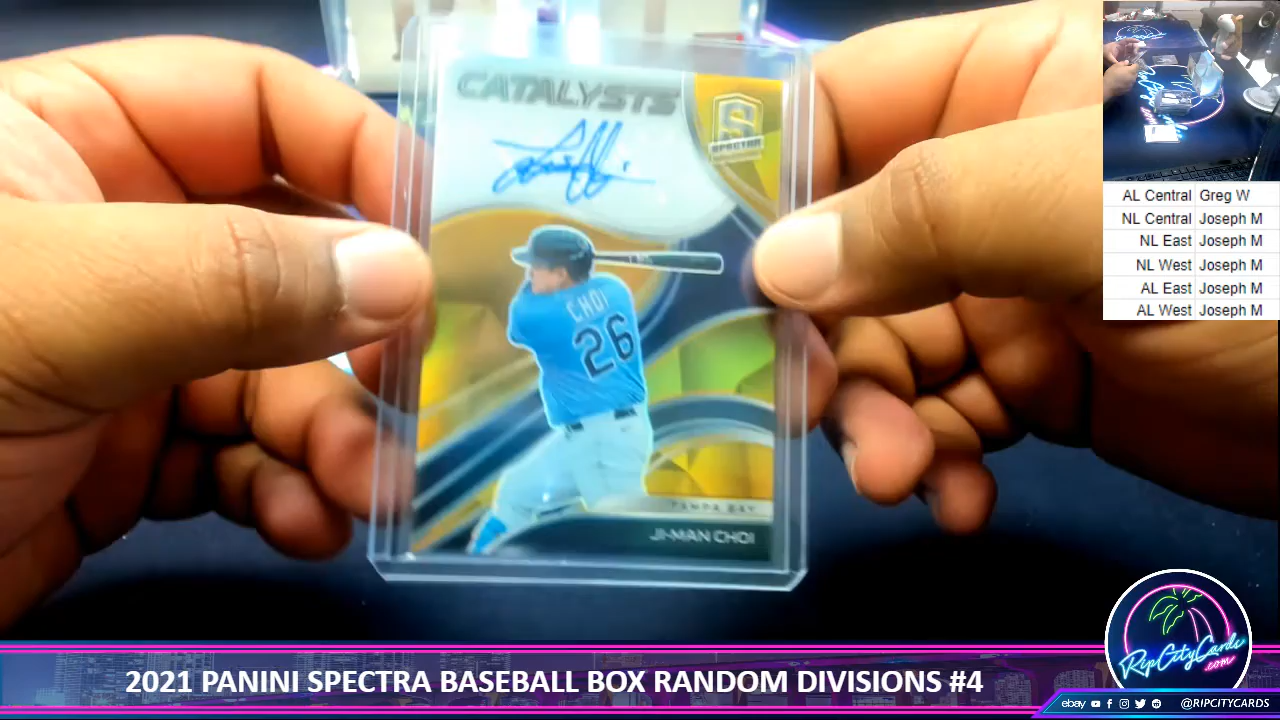 CATALYSTS
S
SPECTRA
CHOI
26
TAMPA BAY
JI-MAN CHOI
AL Central Greg W
NL Central Joseph M
NL East Joseph M
NL West Joseph M
AL East Joseph M
AL West Joseph M
2021 PANINI SPECTRA BASEBALL BOX RANDOM DIVISIONS #4
RipCityCards
.com
ebay @RIPCITYCARDS